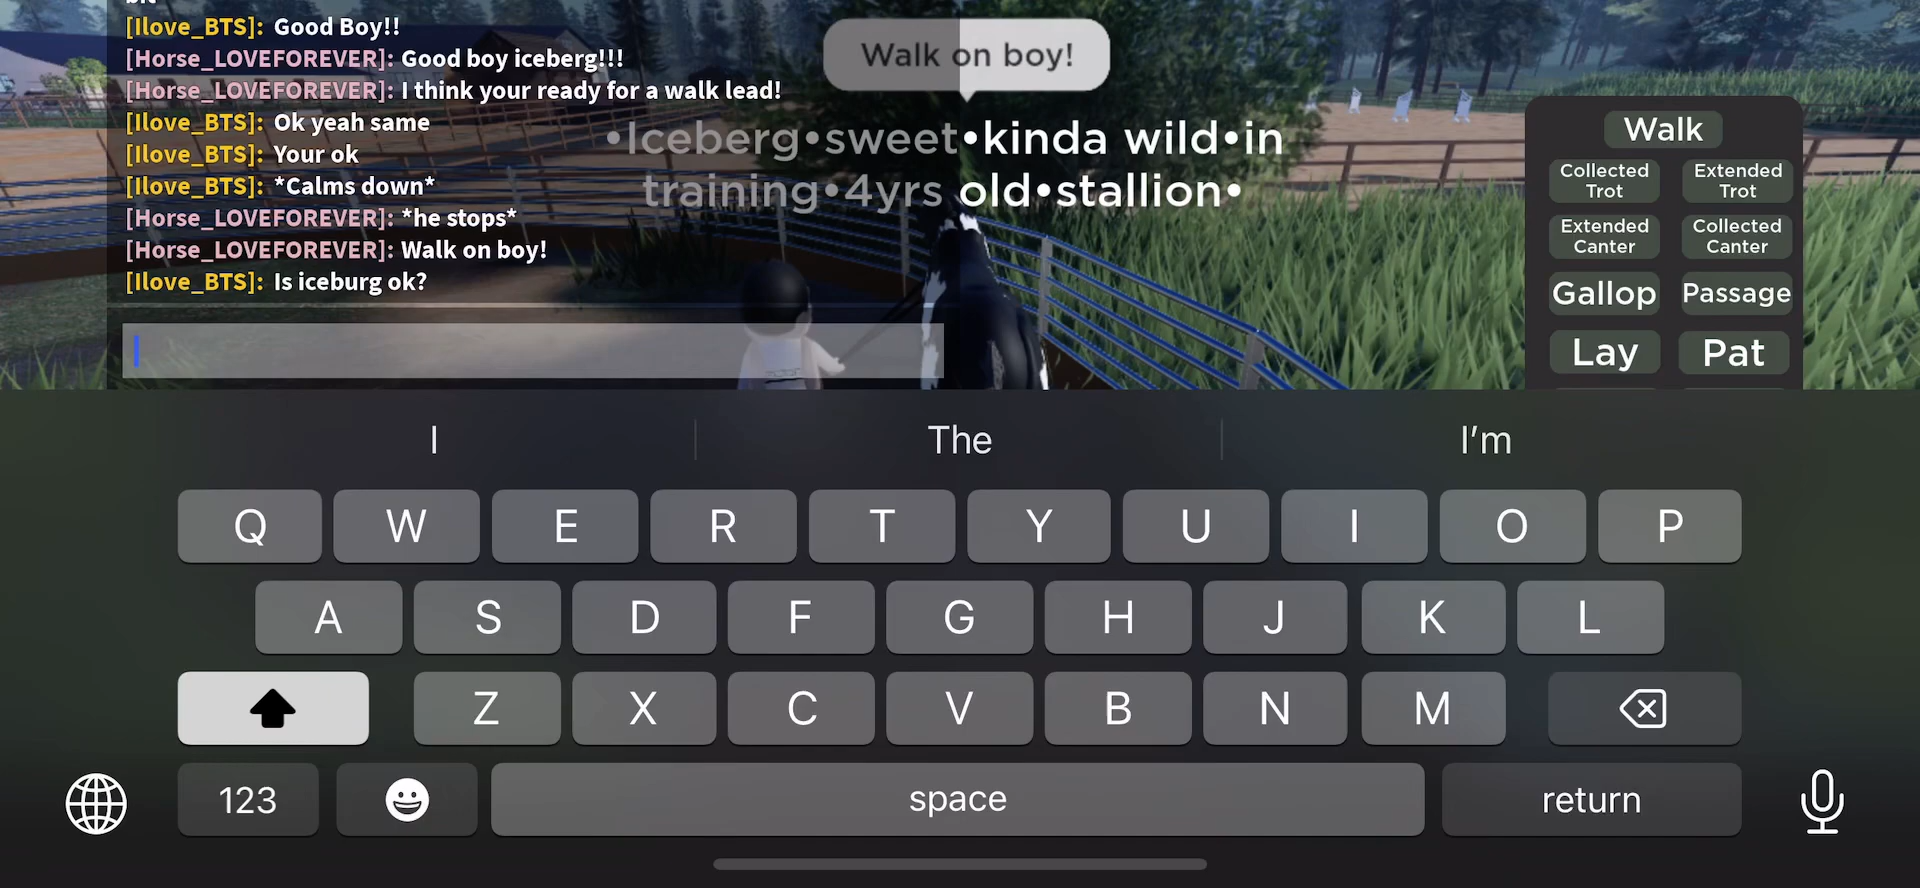 [Ilove_BTS]: Good Boy!!
[Horse_LOVEFOREVER]: Good boy iceberg!!!
[Horse_LOVEFOREVER]: I think your ready for a walk lead!
[Ilove_BTS]: Ok yeah same
[Ilove_BTS]: Your ok
[Ilove_BTS]: *Calms down*
[Horse_LOVEFOREVER]: *he stops*
[Horse_LOVEFOREVER]: Walk on boy!
[Ilove_BTS]: Is iceburg ok?
Walk on boy!
•Iceberg•sweet•kinda wild•in
training•4yrs old•stallion•
Walk
Collected
Trot
Extended
Trot
Extended
Canter
Collected
Canter
Gallop
Passage
Lay
Pat
I
The
I'm
Q W E R T Y U I O P
A S D F G H J K L
Z X C V B N M
123
space
return